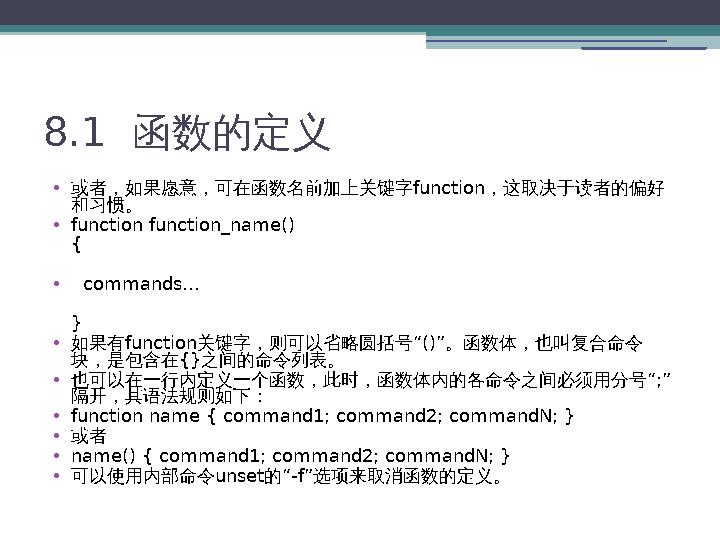 8.1 函数的定义
• 或者，如果愿意，可在函数名前加上关键字function，这取决于读者的偏好
和习惯。
• function function_name()
{
• commands…
}
• 如果有function关键字，则可以省略圆括号“()”。函数体，也叫复合命令
块，是包含在{}之间的命令列表。
• 也可以在一行内定义一个函数，此时，函数体内的各命令之间必须用分号“;”
隔开，其语法规则如下：
• function name { command1; command2; commandN; }
• 或者
• name() { command1; command2; commandN; }
• 可以使用内部命令unset的“-f”选项来取消函数的定义。